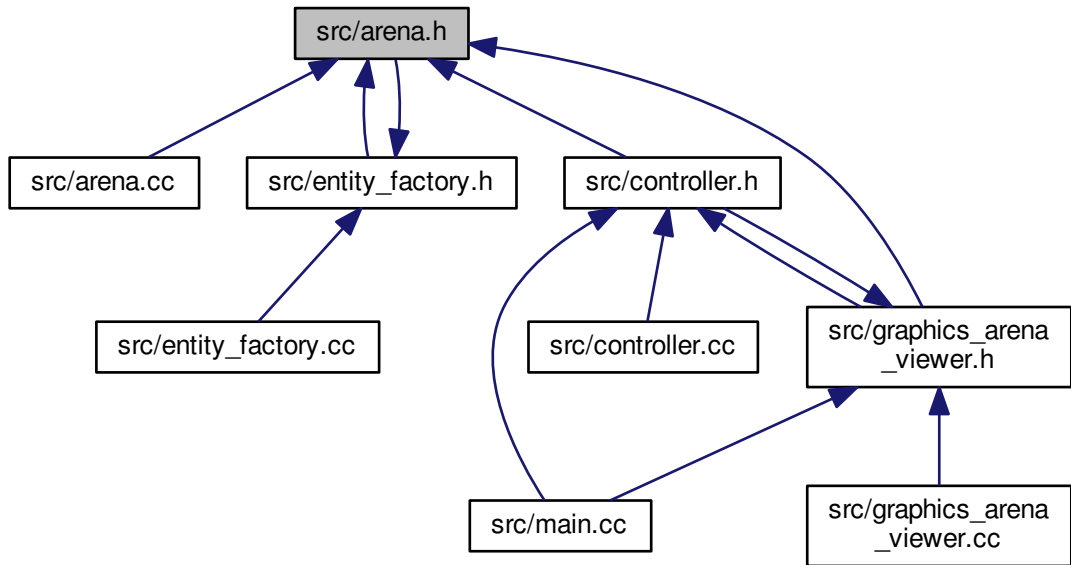 src/arena.h
src/arena.cc
src/entity_factory.h
src/controller.h
src/entity_factory.cc
src/controller.cc
src/graphics_arena
_viewer.h
src/main.cc
src/graphics_arena
_viewer.cc